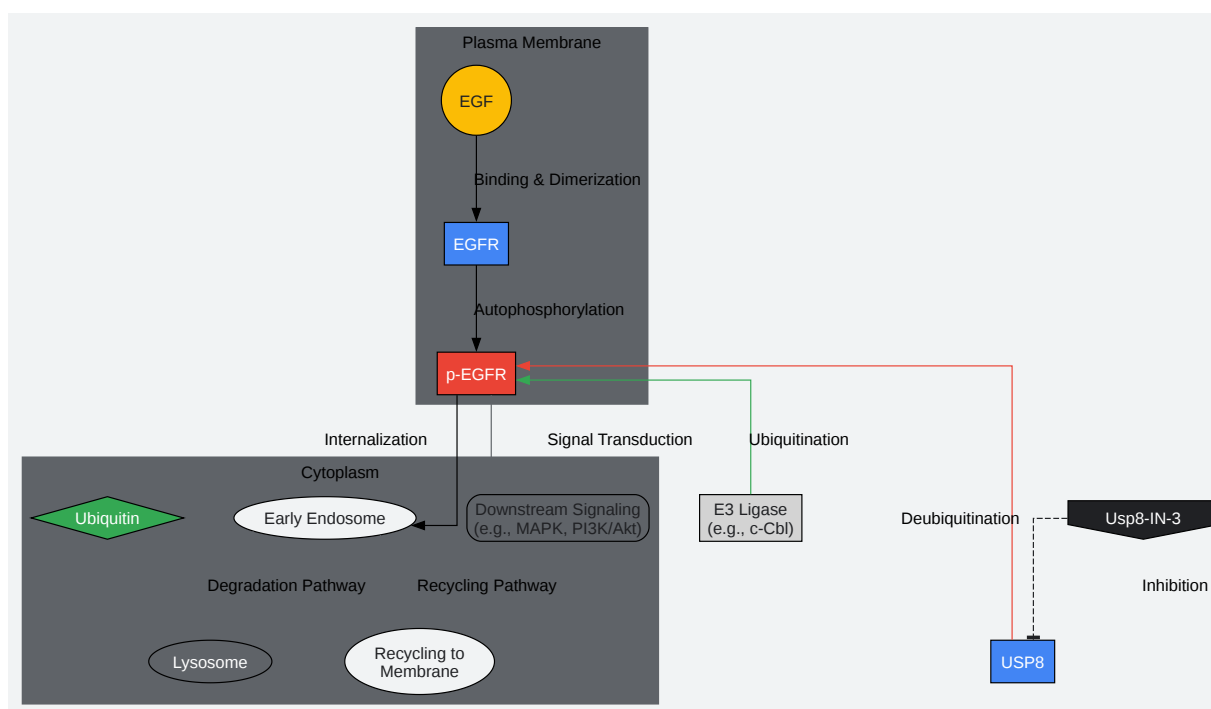 Plasma Membrane
EGF
Binding & Dimerization
EGFR
Autophosphorylation
p-EGFR
Internalization
Signal Transduction
Ubiquitination
Cytoplasm
Ubiquitin
Early Endosome
Downstream Signaling
(e.g., MAPK, PI3K/Akt)
E3 Ligase
(e.g., c-Cbl)
Deubiquitination
Usp8-IN-3
Degradation Pathway
Recycling Pathway
Inhibition
Lysosome
Recycling to
Membrane
USP8